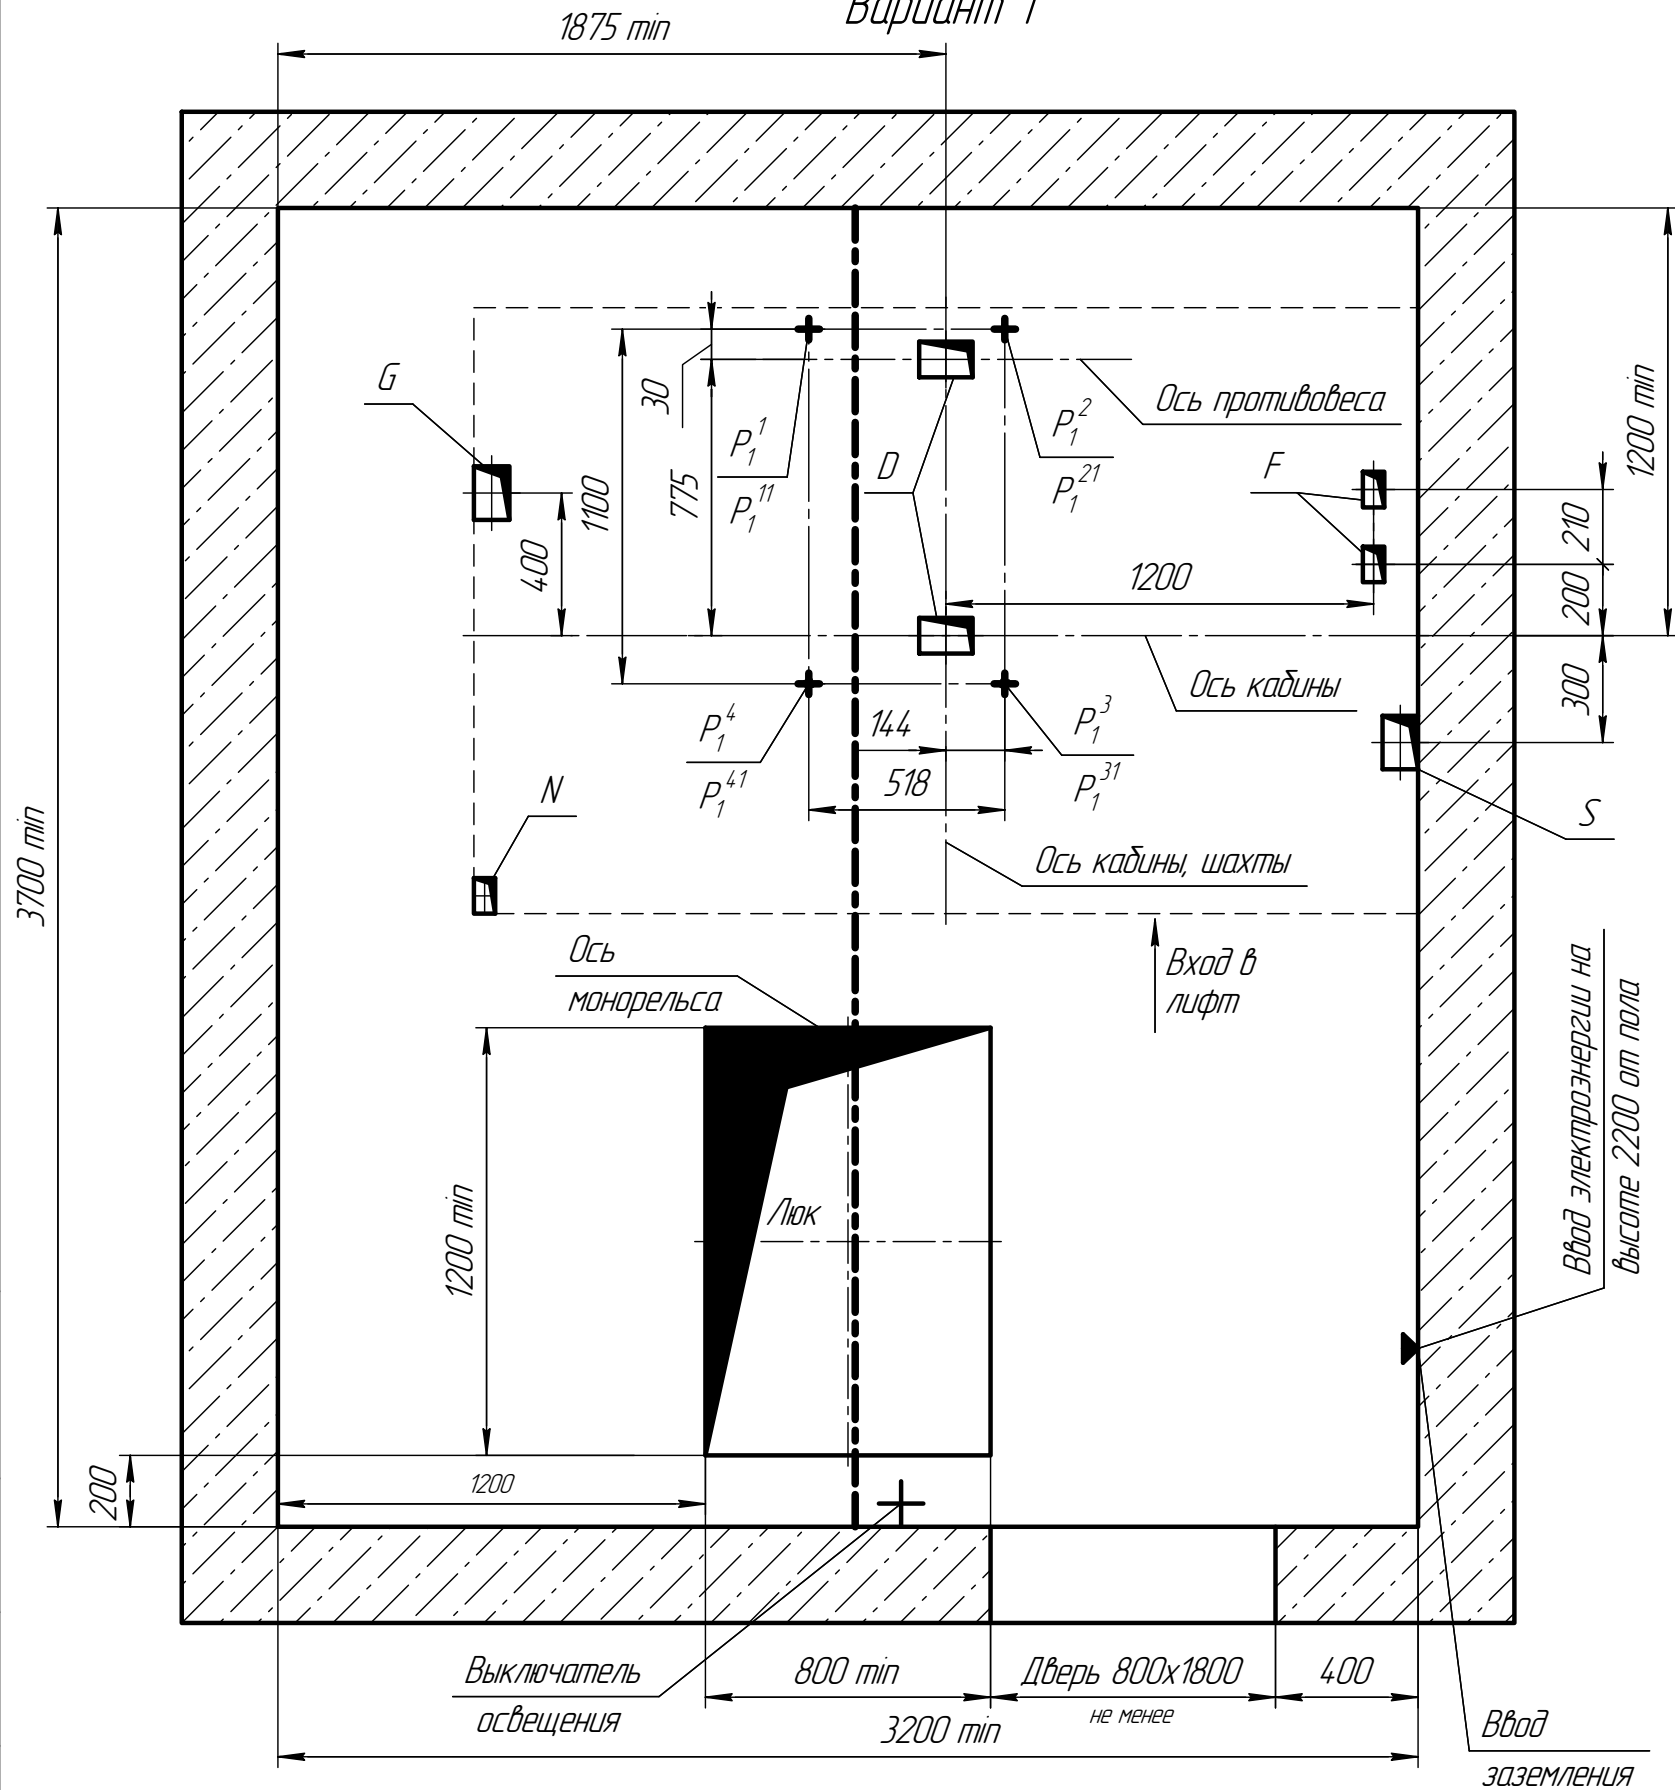 Вариант 1
1875 min
G
30
P₁¹
P₁¹¹
775
1100
400
D
P₁²
P₁²¹
Ось противовеса
F
1200
1200 min
210
200
300
Ось кабины
P₁⁴
P₁⁴¹
144
518
P₁³
P₁³¹
S
N
Ось кабины, шахты
3700 min
Ось
монорельса
Вход в
лифт
Ввод электроэнергии на
высоте 2200 от пола
1200 min
Люк
200
1200
Выключатель
освещения
800 min
Дверь 800х1800
не менее
400
3200 min
Ввод
заземления